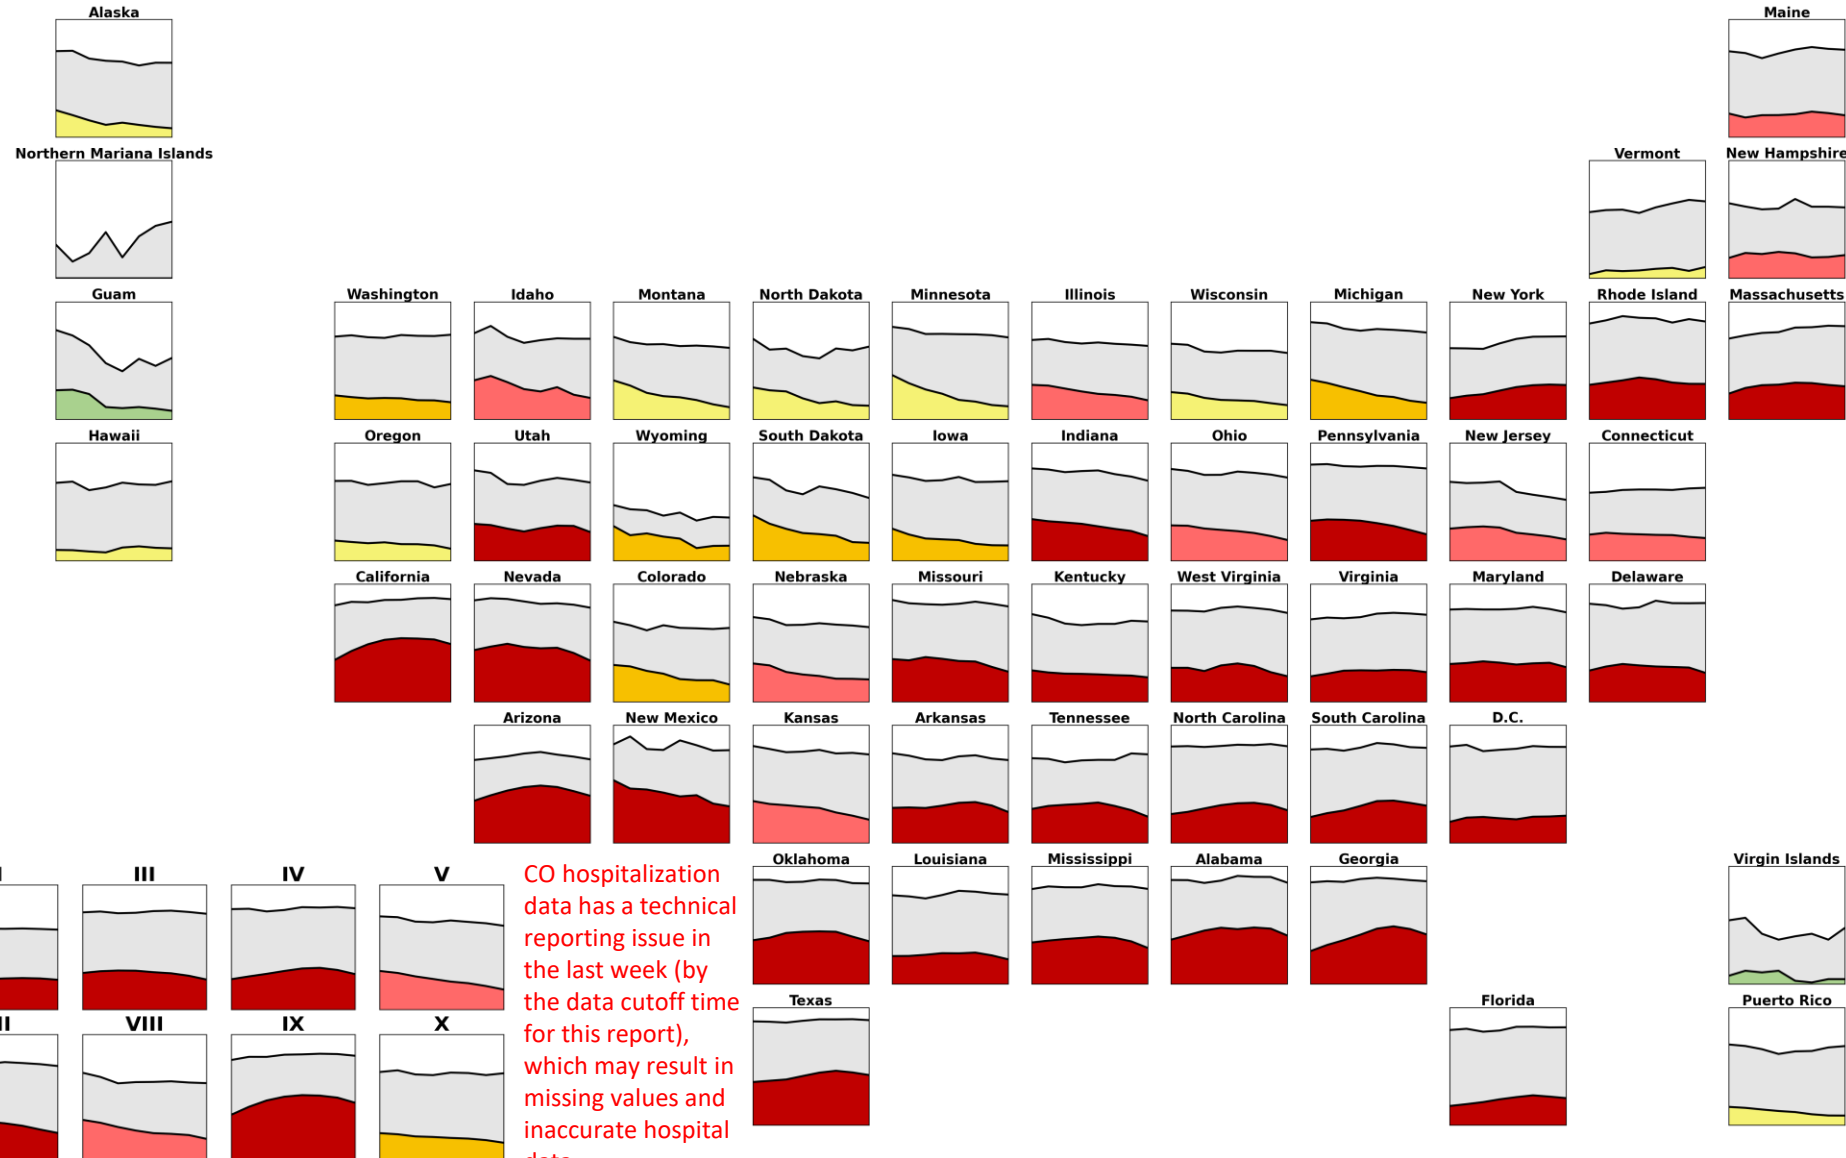 Alaska
Maine
Northern Mariana Islands
Vermont
New Hampshire
Guam
Washington
Idaho
Montana
North Dakota
Minnesota
Illinois
Wisconsin
Michigan
New York
Rhode Island
Massachusetts
Hawaii
Oregon
Utah
Wyoming
South Dakota
Iowa
Indiana
Ohio
Pennsylvania
New Jersey
Connecticut
California
Nevada
Colorado
Nebraska
Missouri
Kentucky
West Virginia
Virginia
Maryland
Delaware
Arizona
New Mexico
Kansas
Arkansas
Tennessee
North Carolina
South Carolina
D.C.
Oklahoma
Louisiana
Mississippi
Alabama
Georgia
Virgin Islands
III
IV
V
CO hospitalization
data has a technical
reporting issue in
the last week (by
the data cutoff time
for this report),
which may result in
missing values and
inaccurate hospital
Texas
Florida
Puerto Rico
VIII
IX
X